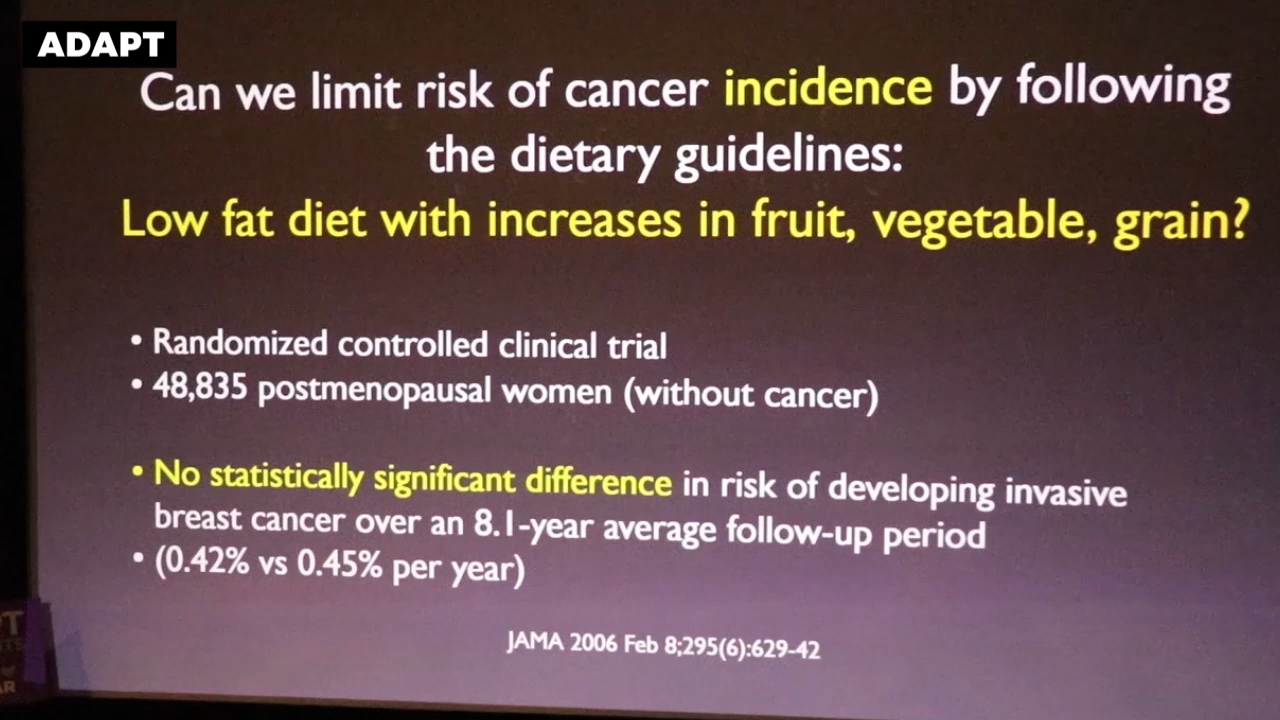 ADAPT
Can we limit risk of cancer incidence by following
the dietary guidelines:
Low fat diet with increases in fruit, vegetable, grain?
• Randomized controlled clinical trial
• 48,835 postmenopausal women (without cancer)
• No statistically significant difference in risk of developing invasive
breast cancer over an 8.1-year average follow-up period
• (0.42% vs 0.45% per year)
JAMA 2006 Feb 8;295(6):629-42